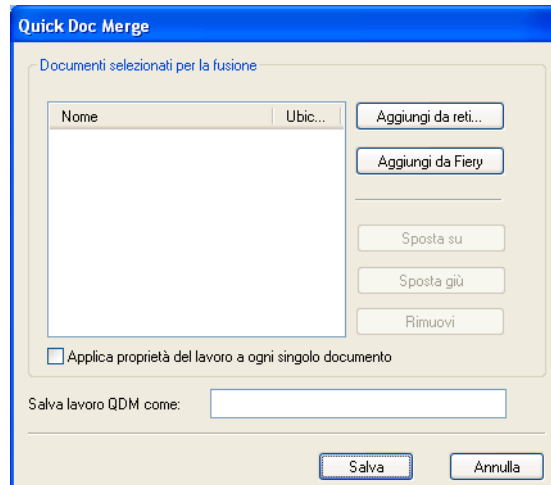 Quick Doc Merge
Documenti selezionati per la fusione
Nome Ubic...
Aggiungi da reti...
Aggiungi da Fiery
Sposta su
Sposta giù
Rimuovi
Applica proprietà del lavoro a ogni singolo documento
Salva lavoro QDM come:
Salva Annulla